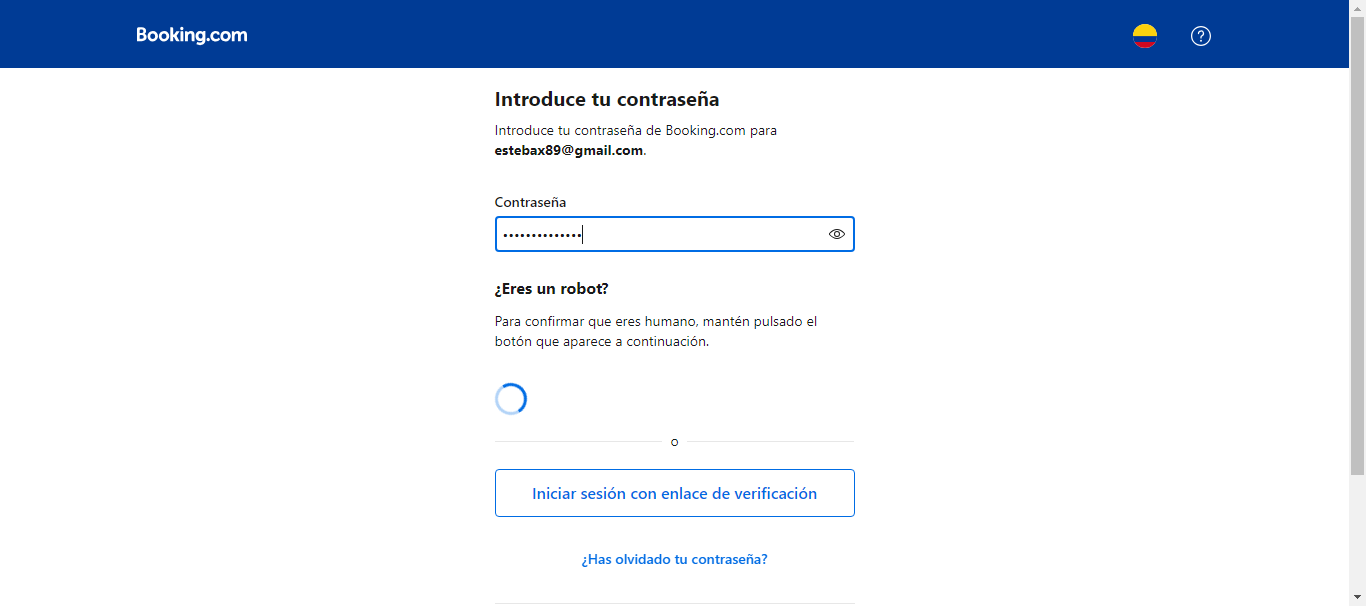 Booking.com
Introduce tu contraseña
Introduce tu contraseña de Booking.com para
estebax89@gmail.com.
Contraseña
¿Eres un robot?
Para confirmar que eres humano, mantén pulsado el
botón que aparece a continuación.
o
Iniciar sesión con enlace de verificación
¿Has olvidado tu contraseña?